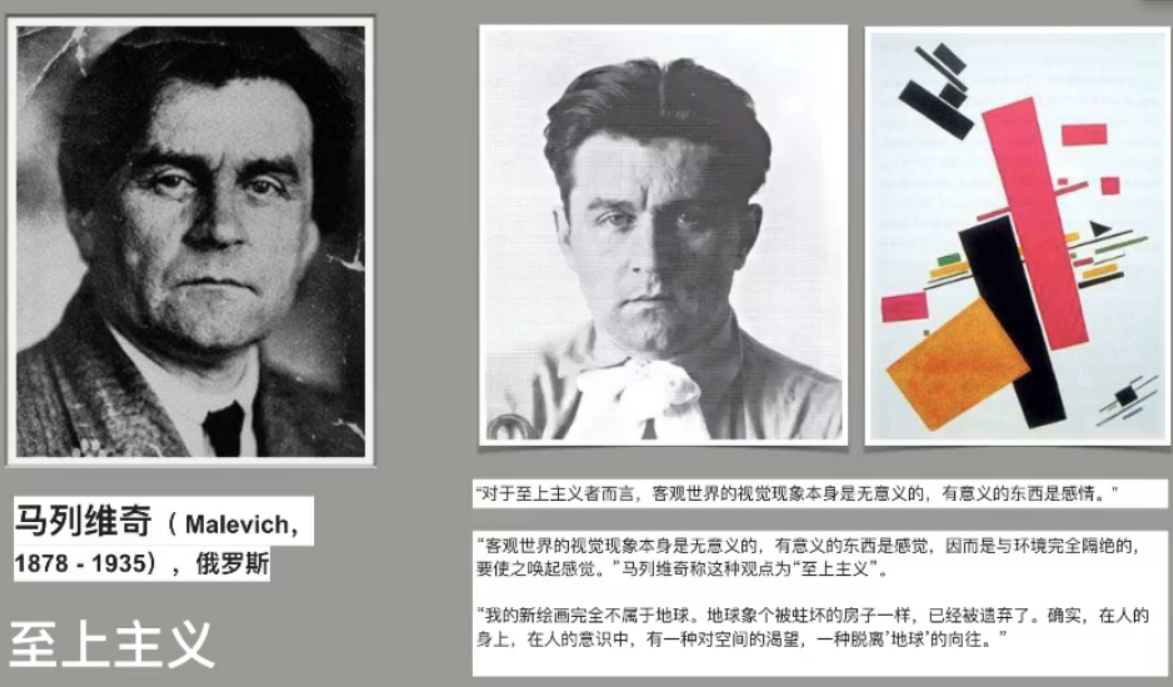 马列维奇（Malevich，
1878 - 1935），俄罗斯
至上主义
“对于至上主义者而言，客观世界的视觉现象本身是无意义的，有意义的东西是感情。"
“客观世界的视觉现象本身是无意义的，有意义的东西是感觉，因而是与环境完全隔绝的，
要使之唤起感觉。”马列维奇称这种观点为“至上主义”。
“我的新绘画完全不属于地球。地球象个被蛀坏的房子一样，已经被遗弃了。确实，在人的
身上，在人的意识中，有一种对空间的渴望，一种脱离’地球’的向往。”